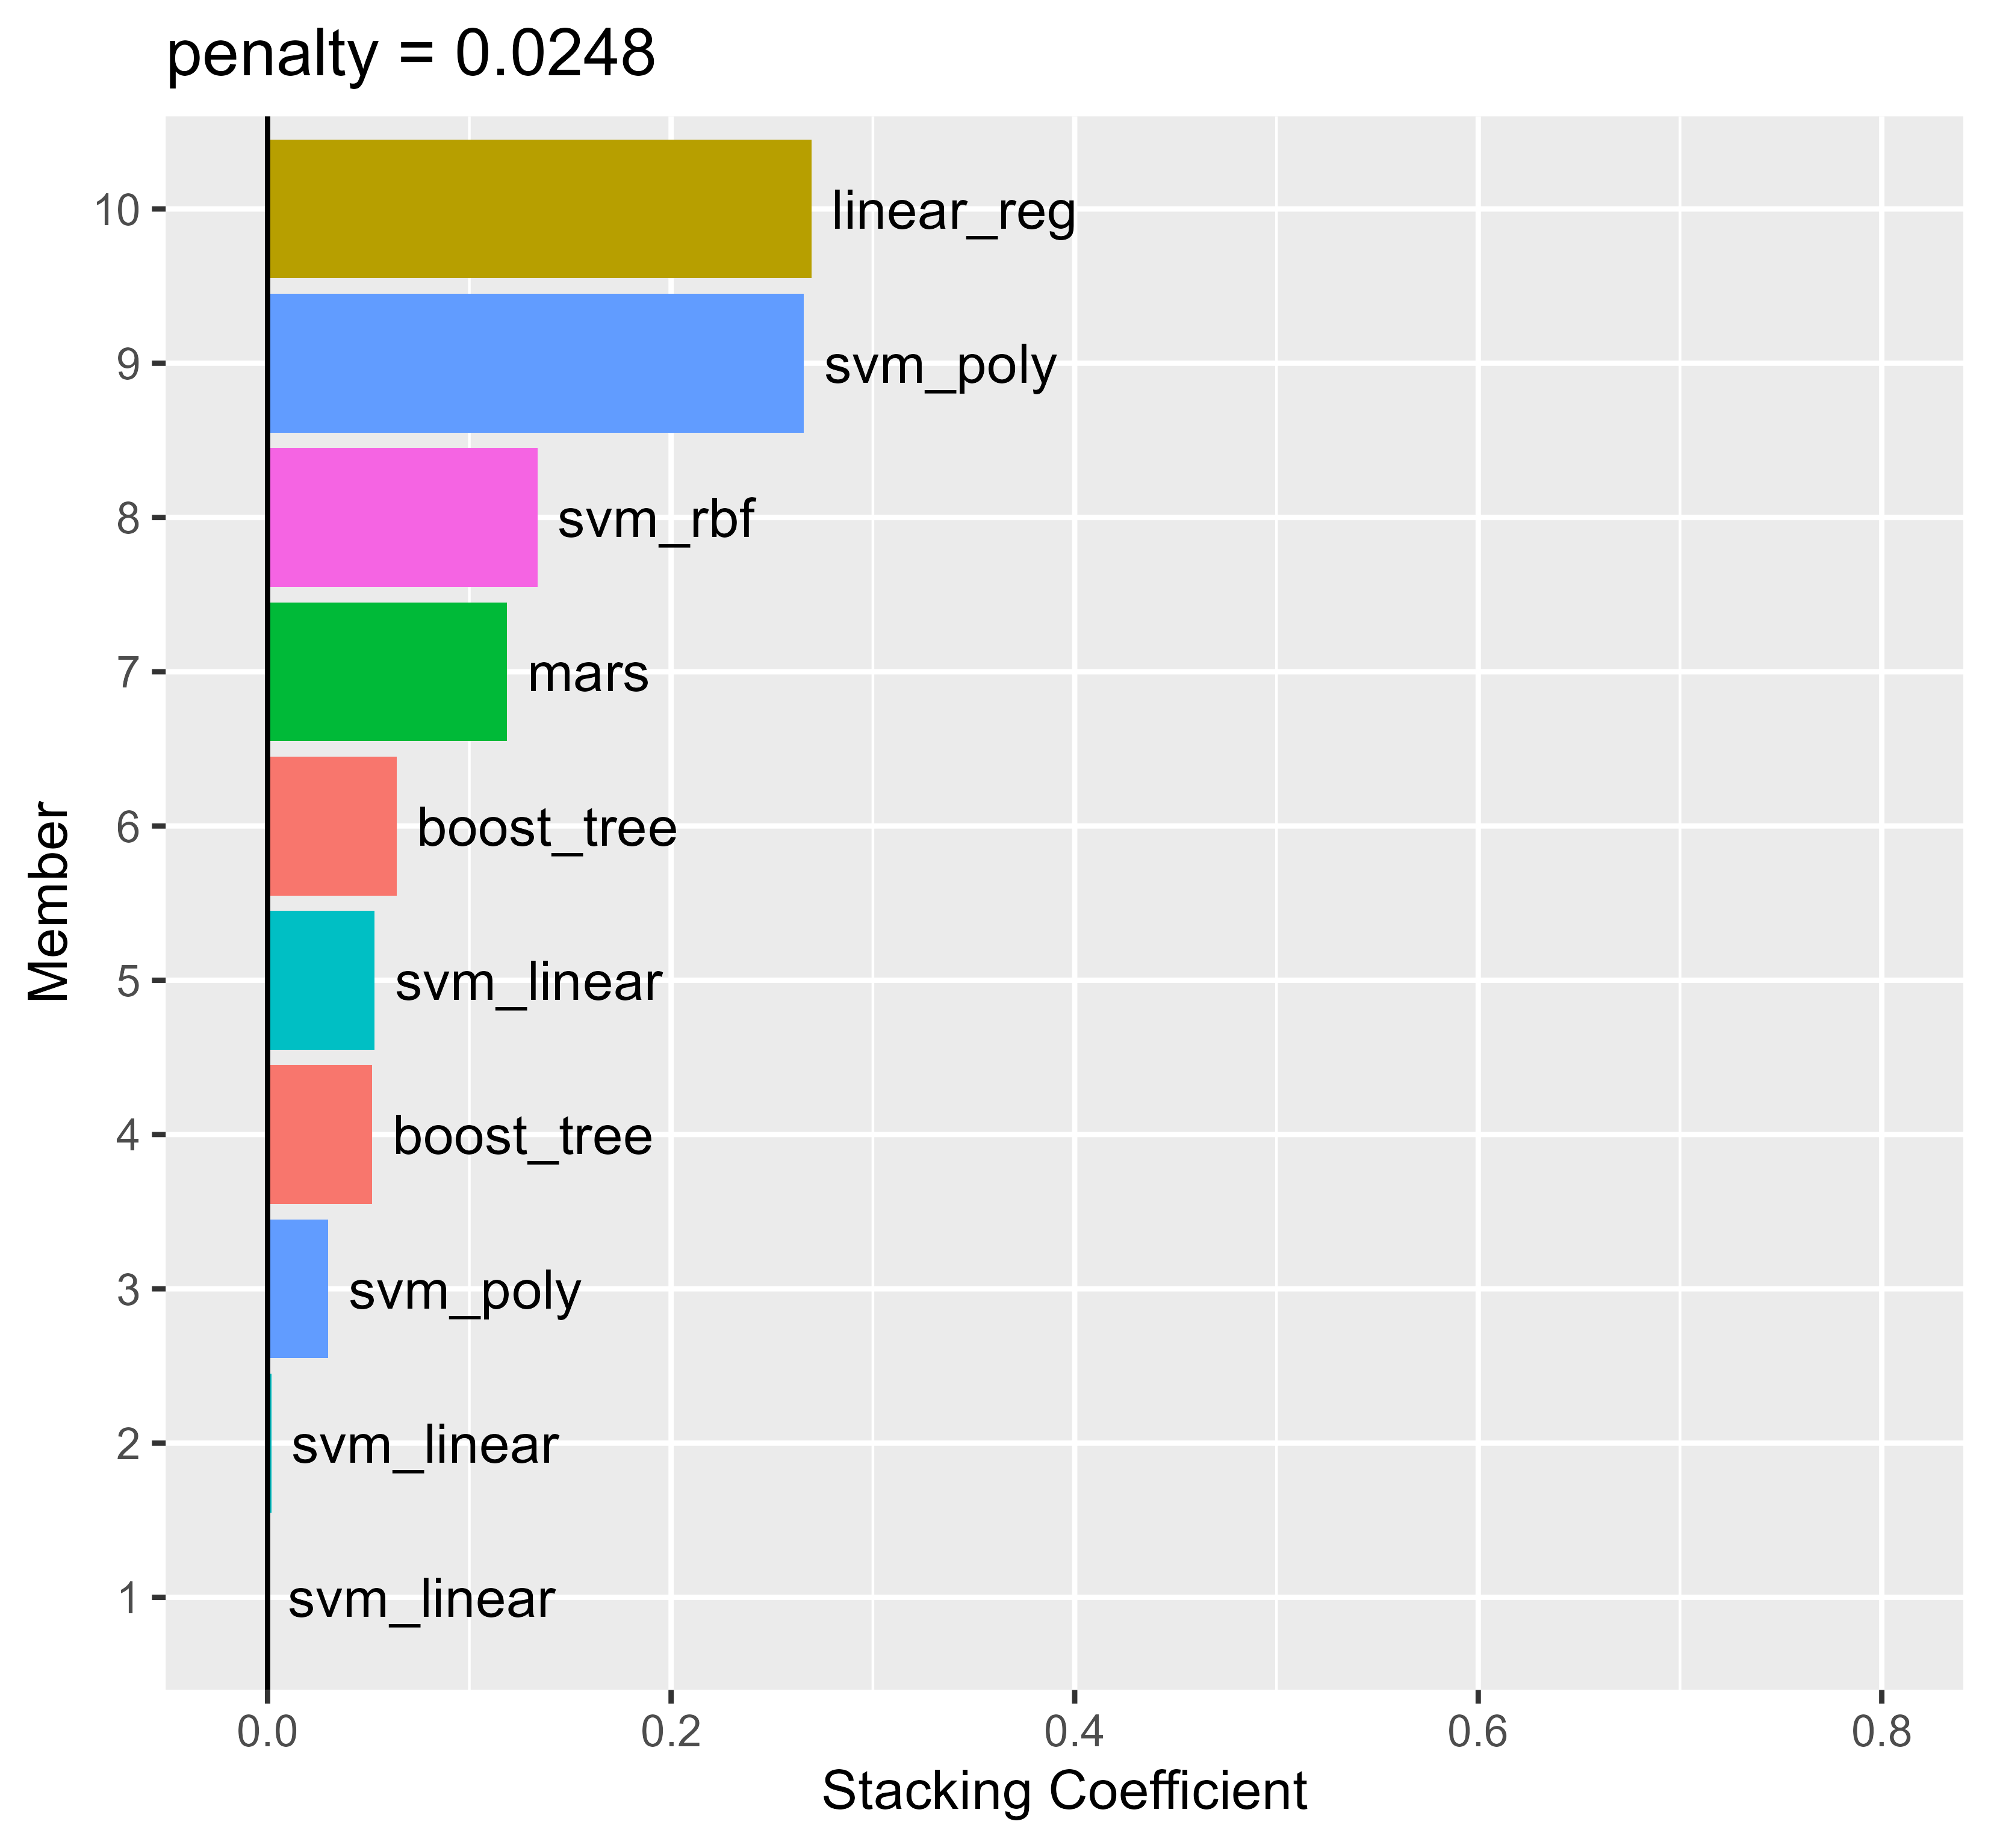 penalty = 0.0248
10
linear_reg
9
svm_poly
8
svm_rbf
7
mars
6
boost_tree
5
svm_linear
4
boost_tree
3
svm_poly
2
svm_linear
1
svm_linear
Member
0.0 0.2 0.4 0.6 0.8
Stacking Coefficient